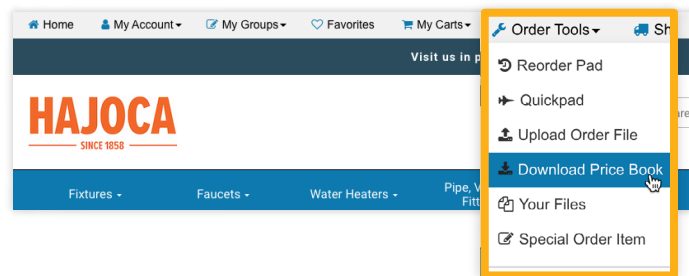 Home My Account My Groups Favorites My Carts Order Tools Sh
Visit us in p
HAJOCA
SINCE 1858
Fixtures Faucets Water Heaters Pipe, V
Fitt
Reorder Pad
Quickpad
Upload Order File
Download Price Book
Your Files
Special Order Item